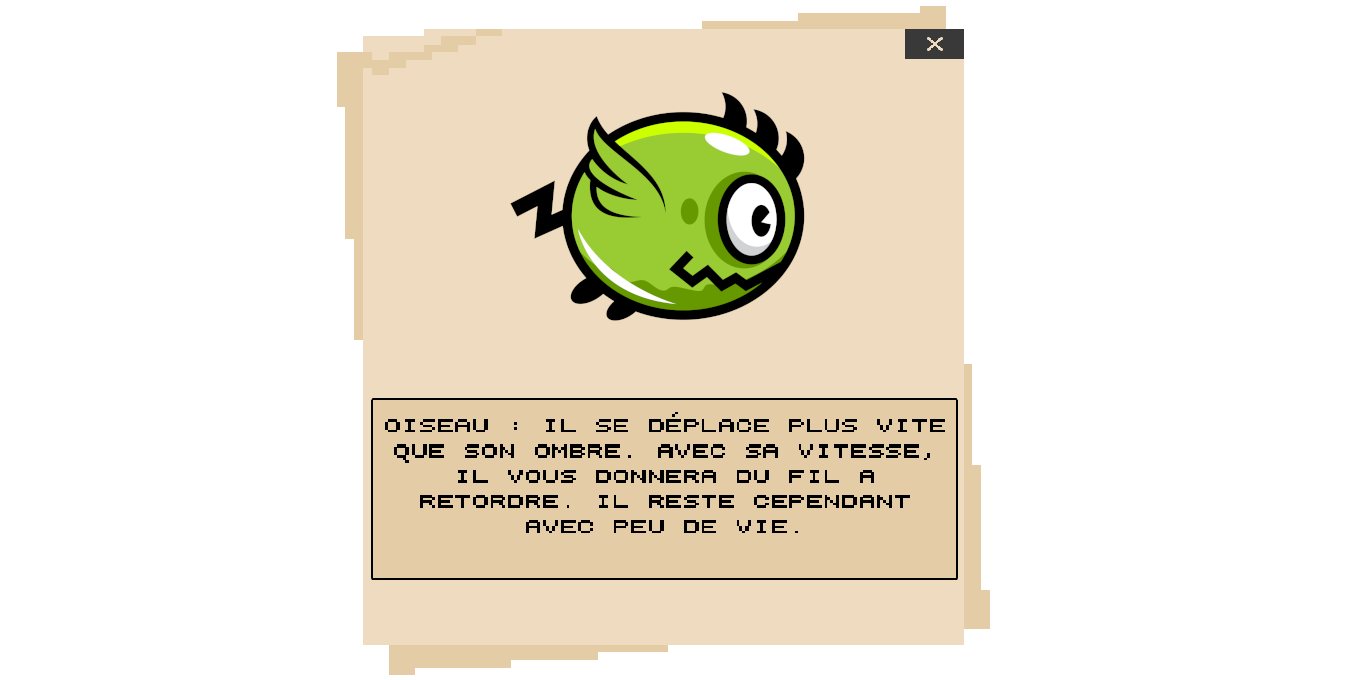 OISEAU : IL SE DÉPLACE PLUS VITE
QUE SON OMBRE. AVEC SA VITESSE,
IL VOUS DONNERA DU FIL A
RETORDRE. IL RESTE CEPENDANT
AVEC PEU DE VIE.